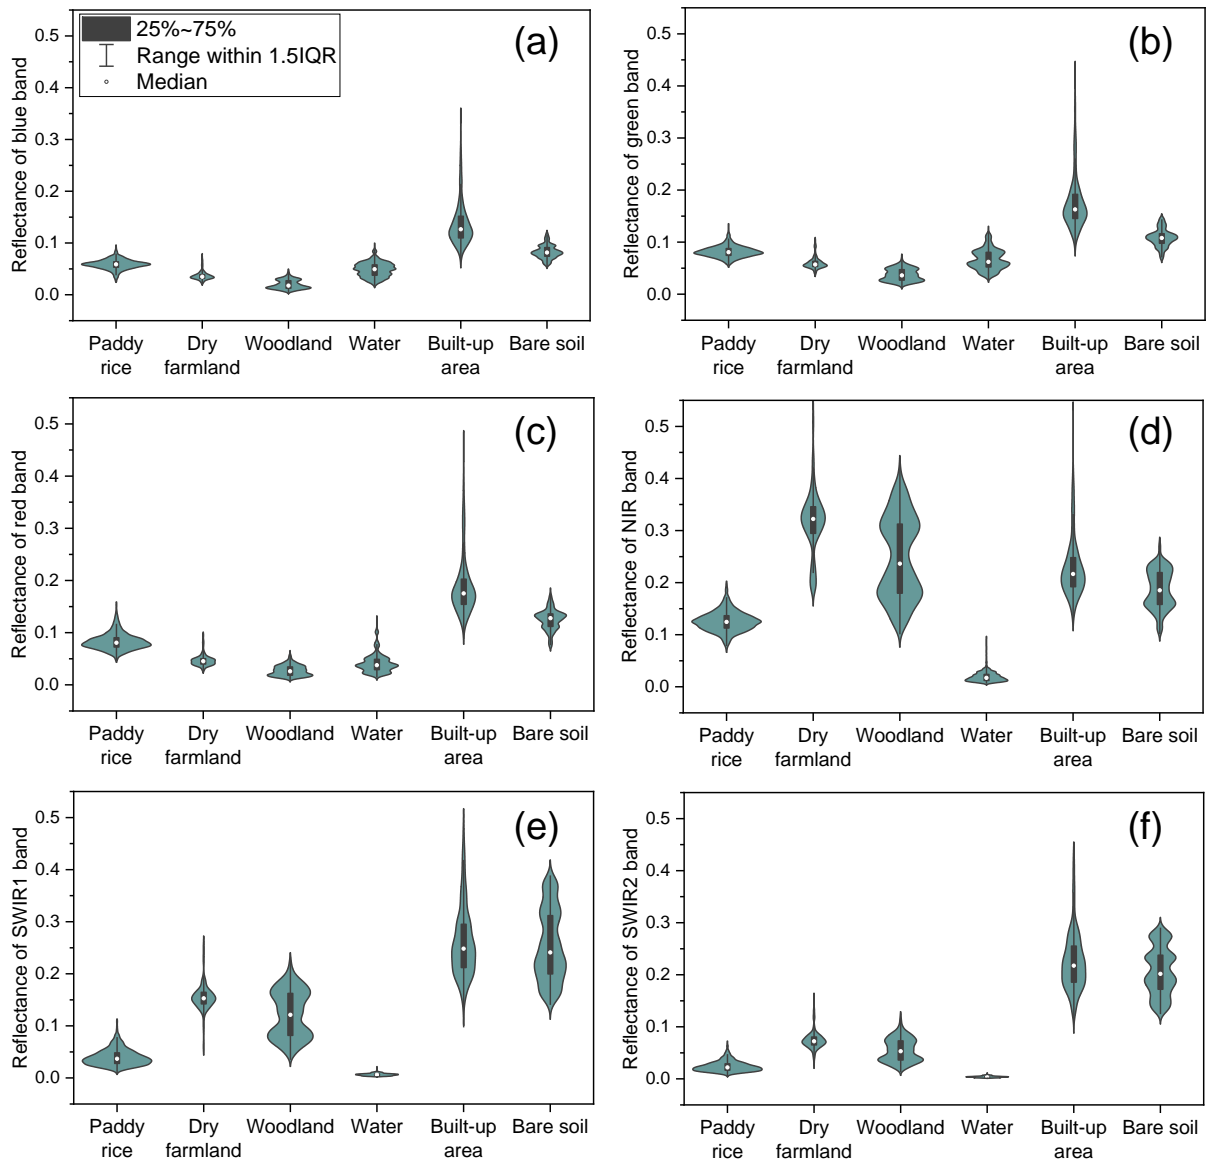 25%~75%
Range within 1.5IQR
Median
(a)
Reflectance of blue band
0.5
0.4
0.3
0.2
0.1
0.0
Paddy rice
Dry farmland
Woodland
Water
Built-up area
Bare soil
(b)
Reflectance of green band
0.5
0.4
0.3
0.2
0.1
0.0
Paddy rice
Dry farmland
Woodland
Water
Built-up area
Bare soil
(c)
Reflectance of red band
0.5
0.4
0.3
0.2
0.1
0.0
Paddy rice
Dry farmland
Woodland
Water
Built-up area
Bare soil
(d)
Reflectance of NIR band
0.5
0.4
0.3
0.2
0.1
0.0
Paddy rice
Dry farmland
Woodland
Water
Built-up area
Bare soil
(e)
Reflectance of SWIR1 band
0.5
0.4
0.3
0.2
0.1
0.0
Paddy rice
Dry farmland
Woodland
Water
Built-up area
Bare soil
(f)
Reflectance of SWIR2 band
0.5
0.4
0.3
0.2
0.1
0.0
Paddy rice
Dry farmland
Woodland
Water
Built-up area
Bare soil